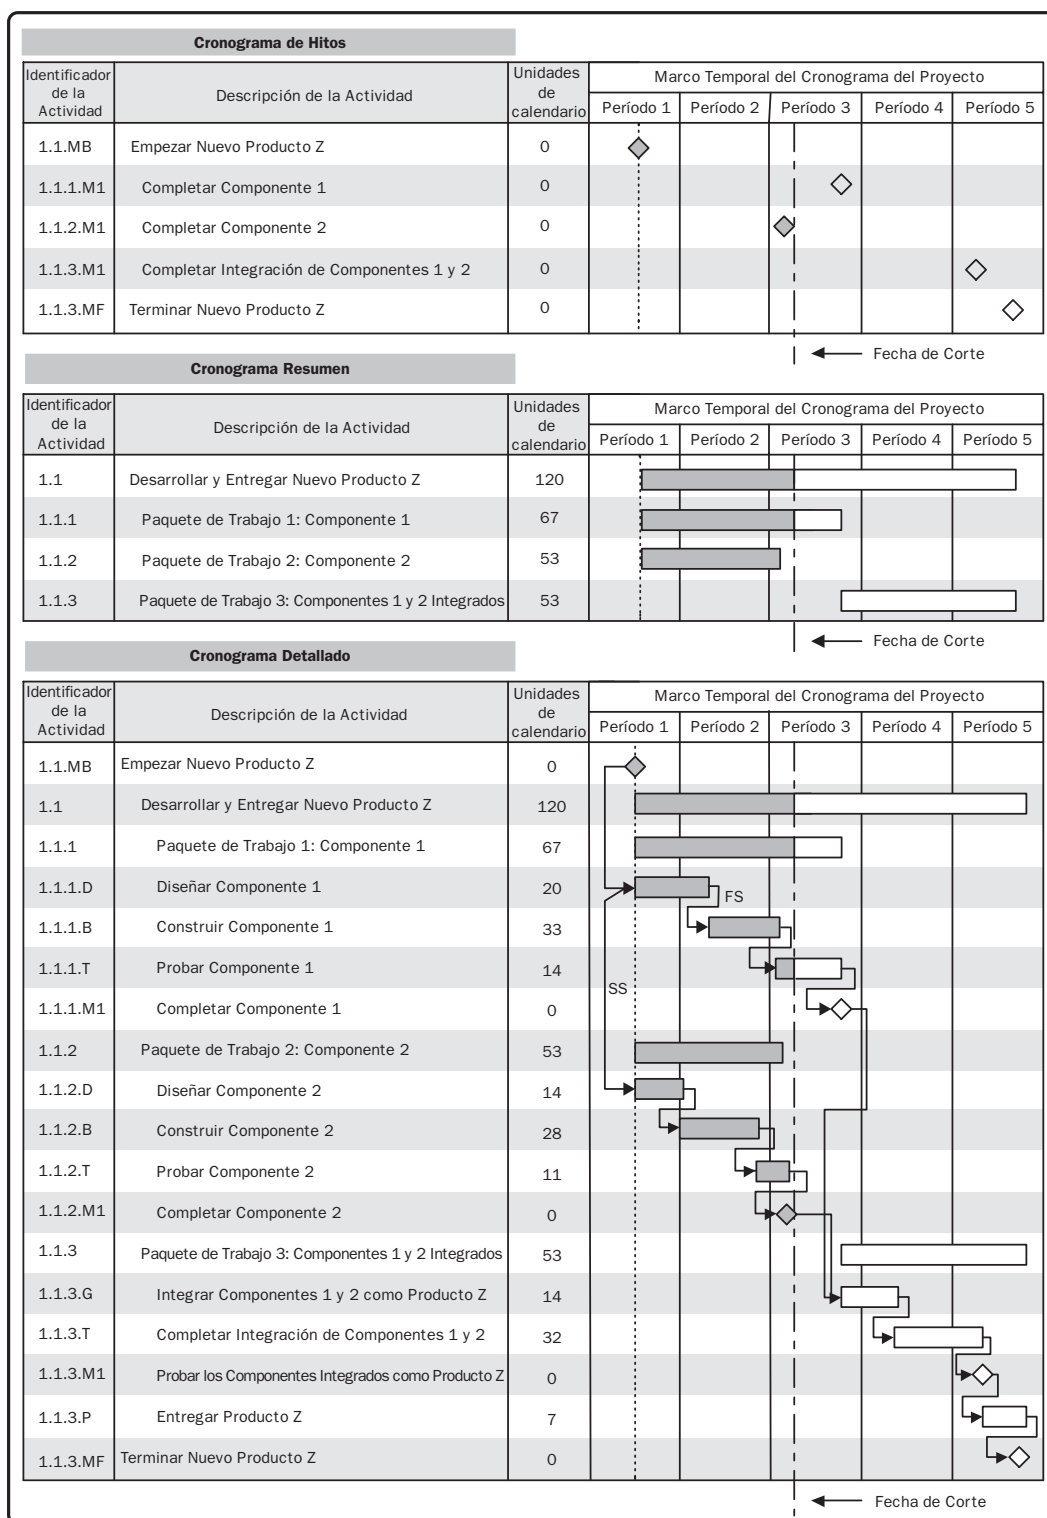 Cronograma de Hitos
Identificador de la Actividad | Descripción de la Actividad | Unidades de calendario | Marco Temporal del Cronograma del Proyecto
Período 1 | Período 2 | Período 3 | Período 4 | Período 5
1.1.MB Empezar Nuevo Producto Z 0
1.1.1.M1 Completar Componente 1 0
1.1.2.M1 Completar Componente 2 0
1.1.3.M1 Completar Integración de Componentes 1 y 2 0
1.1.3.MF Terminar Nuevo Producto Z 0
Fecha de Corte
Cronograma Resumen
Identificador de la Actividad | Descripción de la Actividad | Unidades de calendario | Marco Temporal del Cronograma del Proyecto
Período 1 | Período 2 | Período 3 | Período 4 | Período 5
1.1 Desarrollar y Entregar Nuevo Producto Z 120
1.1.1 Paquete de Trabajo 1: Componente 1 67
1.1.2 Paquete de Trabajo 2: Componente 2 53
1.1.3 Paquete de Trabajo 3: Componentes 1 y 2 Integrados 53
Fecha de Corte
Cronograma Detallado
Identificador de la Actividad | Descripción de la Actividad | Unidades de calendario | Marco Temporal del Cronograma del Proyecto
Período 1 | Período 2 | Período 3 | Período 4 | Período 5
1.1.MB Empezar Nuevo Producto Z 0
1.1 Desarrollar y Entregar Nuevo Producto Z 120
1.1.1 Paquete de Trabajo 1: Componente 1 67
1.1.1.D Diseñar Componente 1 20
FS
1.1.1.B Construir Componente 1 33
1.1.1.T Probar Componente 1 14
SS
1.1.1.M1 Completar Componente 1 0
1.1.2 Paquete de Trabajo 2: Componente 2 53
1.1.2.D Diseñar Componente 2 14
1.1.2.B Construir Componente 2 28
1.1.2.T Probar Componente 2 11
1.1.2.M1 Completar Componente 2 0
1.1.3 Paquete de Trabajo 3: Componentes 1 y 2 Integrados 53
1.1.3.G Integrar Componentes 1 y 2 como Producto Z 14
1.1.3.T Completar Integración de Componentes 1 y 2 32
1.1.3.M1 Probar los Componentes Integrados como Producto Z 0
1.1.3.P Entregar Producto Z 7
1.1.3.MF Terminar Nuevo Producto Z 0
Fecha de Corte